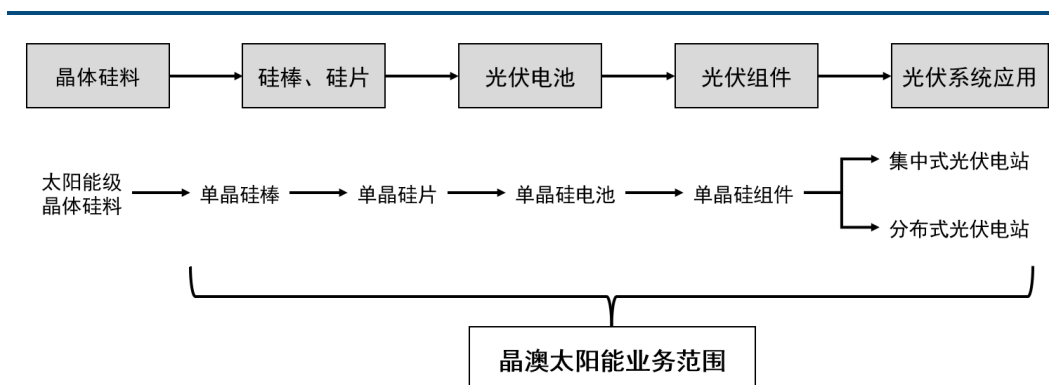 晶体硅料
硅棒、硅片
光伏电池
光伏组件
光伏系统应用
太阳能级
晶体硅料
单晶硅棒
单晶硅片
单晶硅电池
单晶硅组件
集中式光伏电站
分布式光伏电站
晶澳太阳能业务范围